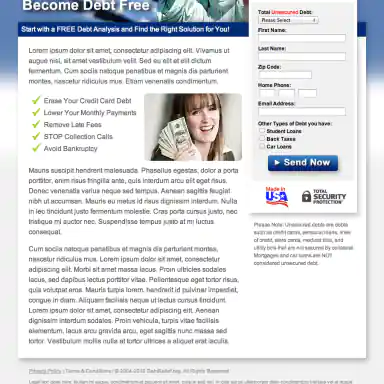 Become Debt Free
Start with a FREE Debt Analysis and Find the Right Solution for You!
Lorem ipsum dolor sit amet, consectetur adipiscing elit. Vivamus ut
augue nisi, sit amet vestibulum velit. Sed eu elit et elit dictum
fermentum. Cum sociis natoque penatibus et magnis dis parturient
montes, nascetur ridiculus mus. Etiam venenatis condimentum.
Erase Your Credit Card Debt
Lower Your Monthly Payments
Remove Late Fees
STOP Collection Calls
Avoid Bankruptcy
Mauris suscipit hendrerit malesuada. Phasellus egestas, dolor a porta
porttitor, enim risus fringilla ante, quis interdum arcu elit eget risus.
Donec venenatis varius neque sed tempus. Aenean sagittis feugiat
nibh ut accumsan. Mauris eu metus id risus dignissim interdum. Nulla
in leo tincidunt justo fermentum molestie. Cras porta cursus justo, nec
tristique mi auctor nec. Suspendisse tempus justo vitae lectus
consequat.
Cum sociis natoque penatibus et magnis dis parturient montes,
nascetur ridiculus mus. Lorem ipsum dolor sit amet, consectetur
adipiscing elit. Morbi sit amet massa lacus. Proin ultricies sodales
lacus, sed dapibus lectus porttitor vitae. Pellentesque eget tortor risus,
quis volutpat eros. Mauris turpis lorem, hendrerit id pulvinar imperdiet,
congue in diam. Aliquam aliquet ut lectus cursus tincidunt.
Lorem ipsum dolor sit amet, consectetur adipiscing elit. Aenean
dignissim interdum sodales. Proin vehicula, turpis vitae facilisis
elementum, lacus arcu gravida arcu, eget sagittis nunc massa sed
tortor. Vestibulum mollis nulla at tortor ultrices a aliquet erat iaculis.
Total Unsecured Debt:
Please Select
First Name:
Last Name:
Zip Code:
Home Phone:
Email Address:
Other Types of Debt you have:
Student Loans
Back Taxes
Car Loans
Send Now
Made in
USA
TOTAL
SECURITY
PROTECTION
Please Note: Unsecured debts are debts
such as credit cards, personal loans, lines
of credit, store cards, medical bills, and
utility bills that are not secured by collateral.
Mortgages and car loans are NOT
considered unsecured debt.
Privacy Policy | Terms & Conditions
All Rights Reserved